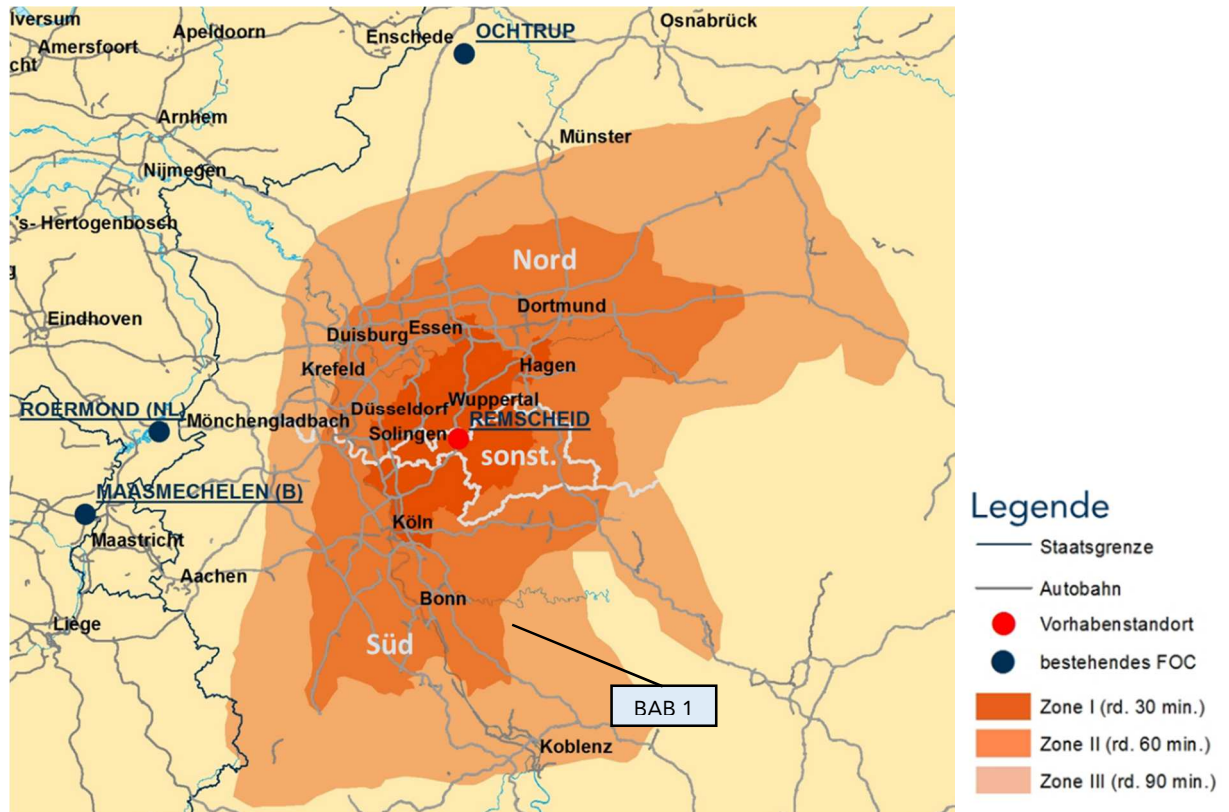 lversum
Apeldoorn
Enschede
OCHTRUP
Osnabrück
Amersfoort
cht
Arnhem
Münster
Nijmegen
's- Hertogenbosch
Nord
g
Eindhoven
Dortmund
Duisburg
Essen
Krefeld
Hagen
ROERMOND (NL)
Mönchengladbach
Düsseldorf
Wuppertal
REMSCHEID
Solingen
sonst.
MAASMECHELEN (B)
Maastricht
Köln
Aachen
Bonn
Liège
Süd
BAB 1
Koblenz
Legende
Staatsgrenze
Autobahn
Vorhabenstandort
bestehendes FOC
Zone I (rd. 30 min.)
Zone II (rd. 60 min.)
Zone III (rd. 90 min.)